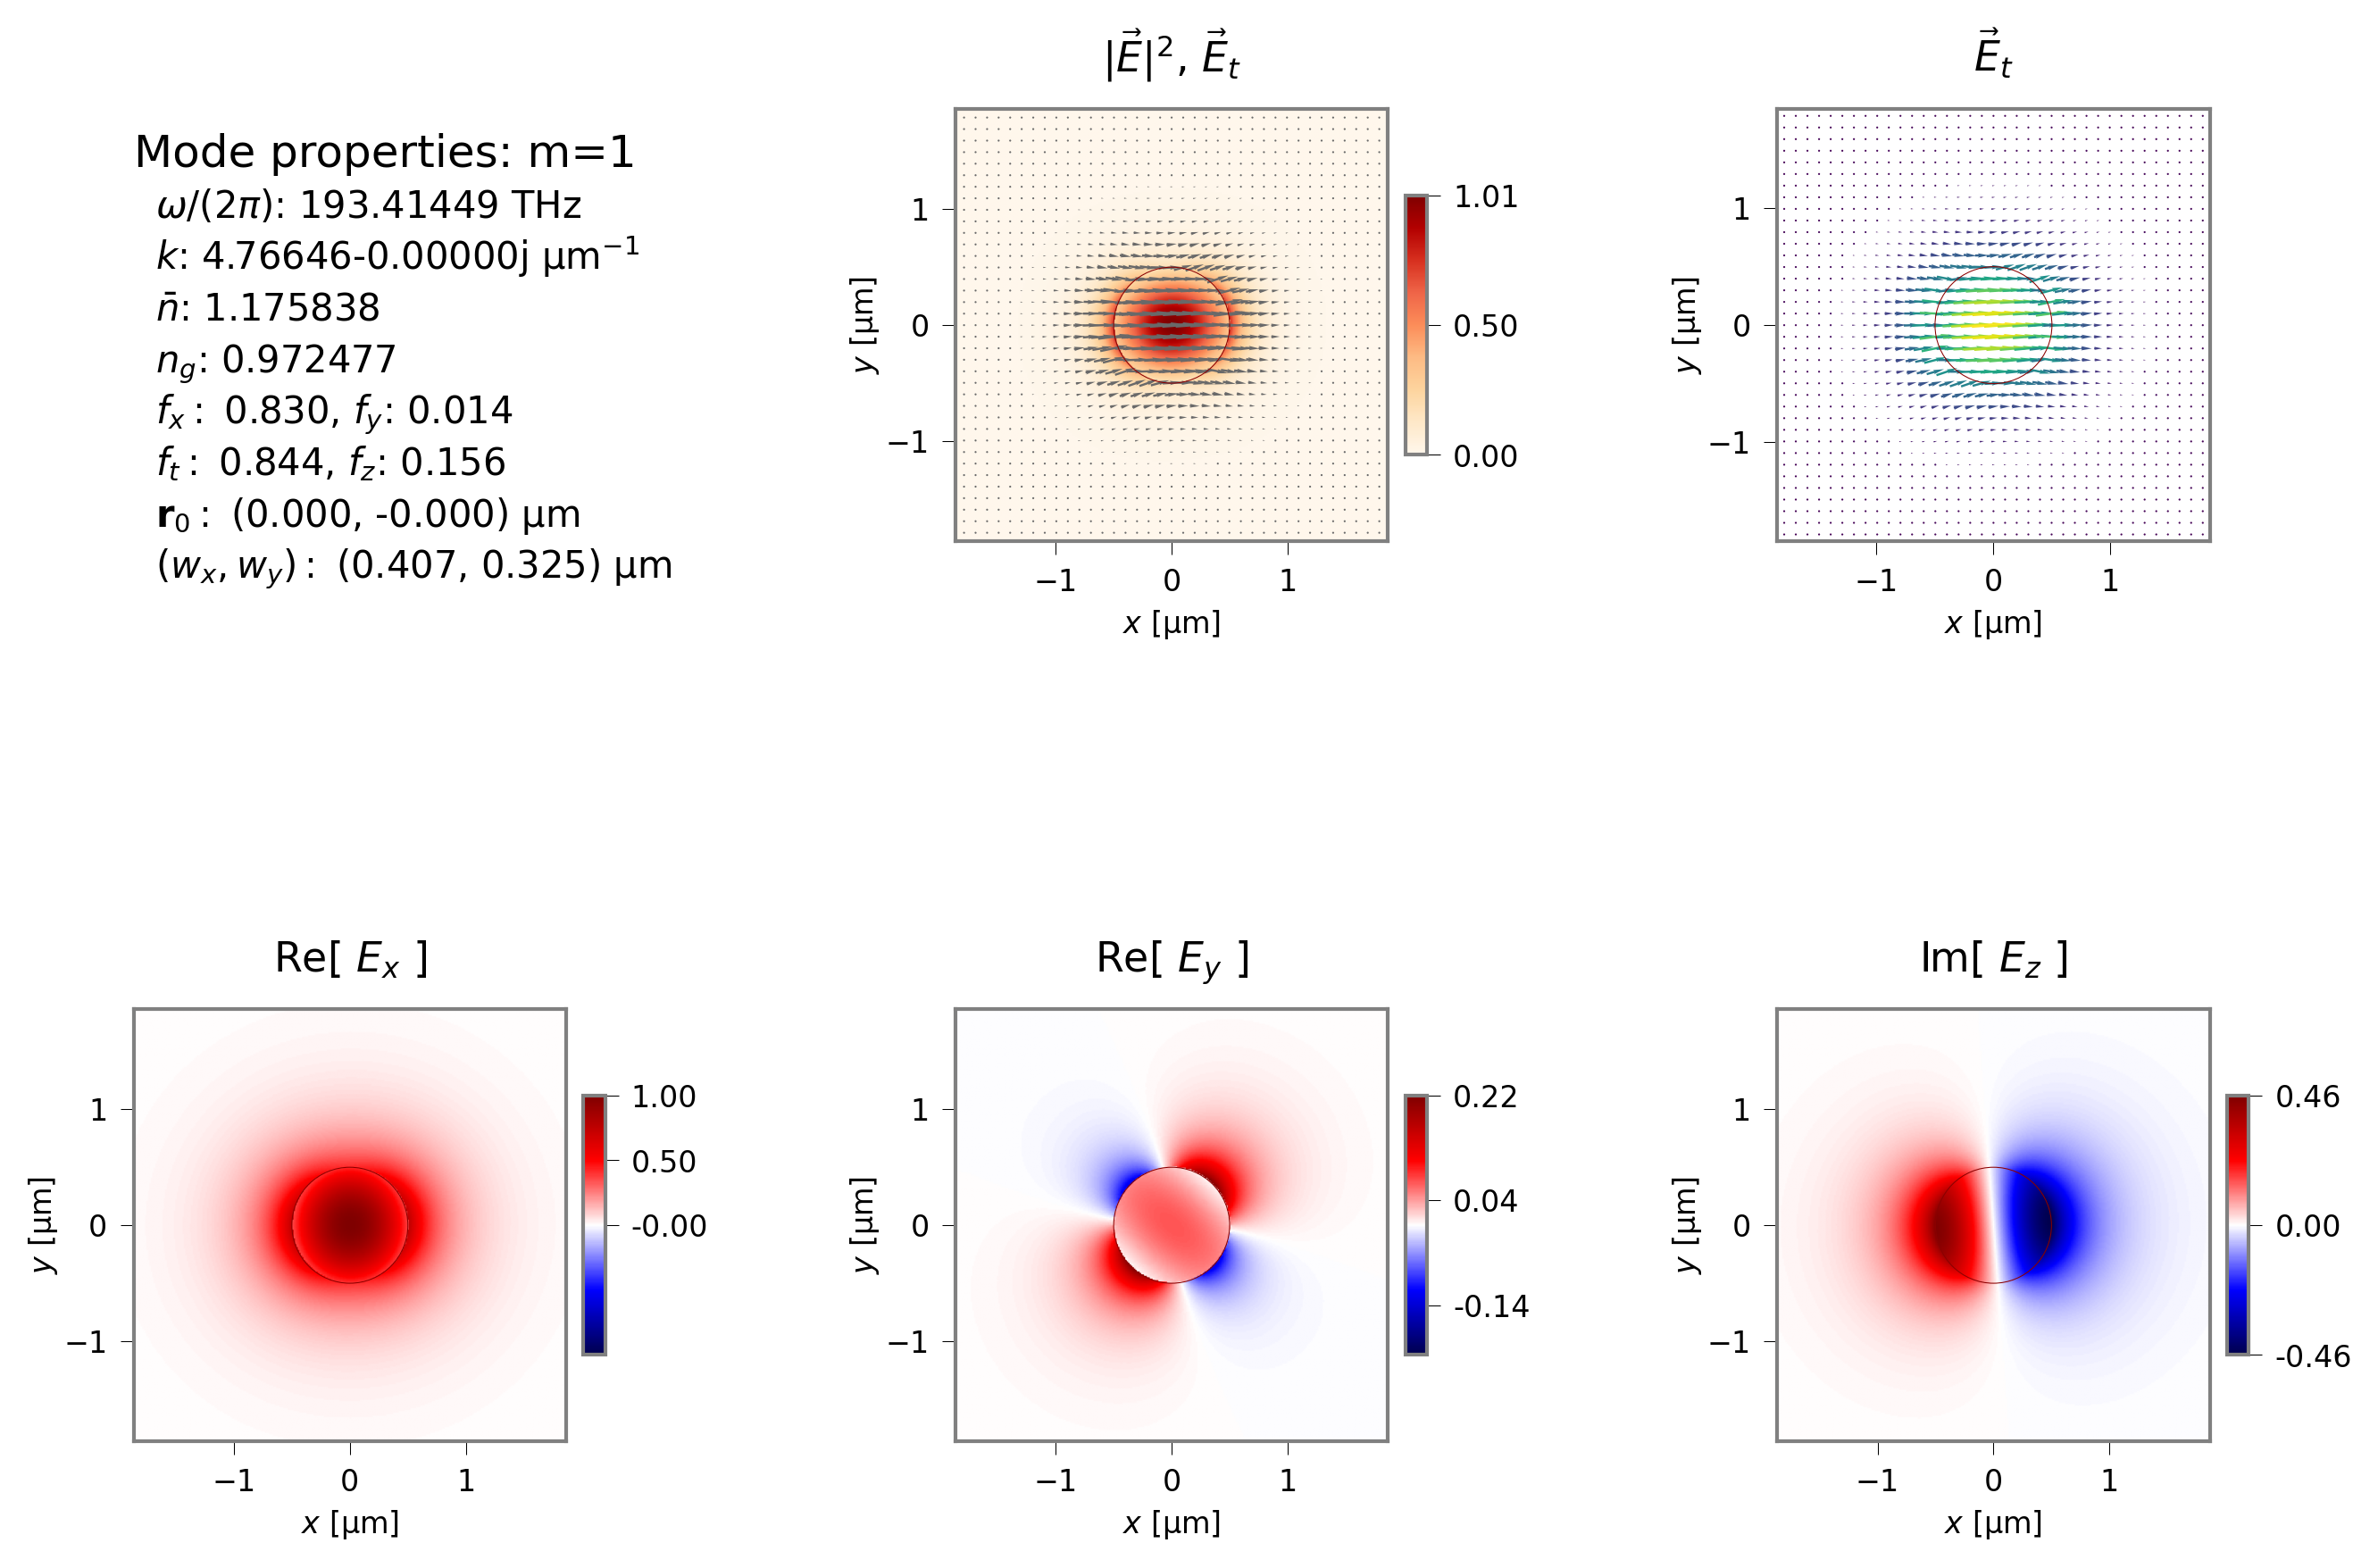 Mode properties: m=1
ω/(2π): 193.41449 THz
k: 4.76646-0.00000j μm⁻¹
n̄: 1.175838
n_g: 0.972477
f_x : 0.830, f_y: 0.014
f_t : 0.844, f_z: 0.156
r₀ : (0.000, -0.000) μm
(w_x, w_y) : (0.407, 0.325) μm
|E⃗|², E⃗_t
1
0
−1
y [μm]
−1 0 1
x [μm]
1.01
0.50
0.00
E⃗_t
1
0
−1
y [μm]
−1 0 1
x [μm]
Re[ E_x ]
1
0
−1
y [μm]
−1 0 1
x [μm]
1.00
0.50
-0.00
Re[ E_y ]
1
0
−1
y [μm]
−1 0 1
x [μm]
0.22
0.04
-0.14
Im[ E_z ]
1
0
−1
y [μm]
−1 0 1
x [μm]
0.46
0.00
-0.46